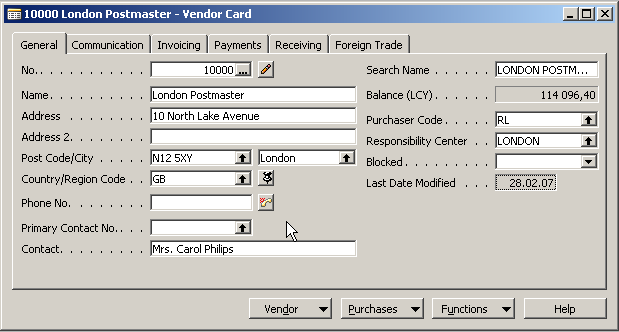 10000 London Postmaster - Vendor Card
General Communication Invoicing Payments Receiving Foreign Trade
No. 10000 ...
Name London Postmaster
Address 10 North Lake Avenue
Address 2.
Post Code/City N12 5XY London
Country/Region Code GB
Phone No.
Primary Contact No.
Contact Mrs. Carol Philips
Search Name LONDON POSTM...
Balance (LCY) 114 096,40
Purchaser Code RL
Responsibility Center LONDON
Blocked
Last Date Modified 28.02.07
Vendor Purchases Functions Help